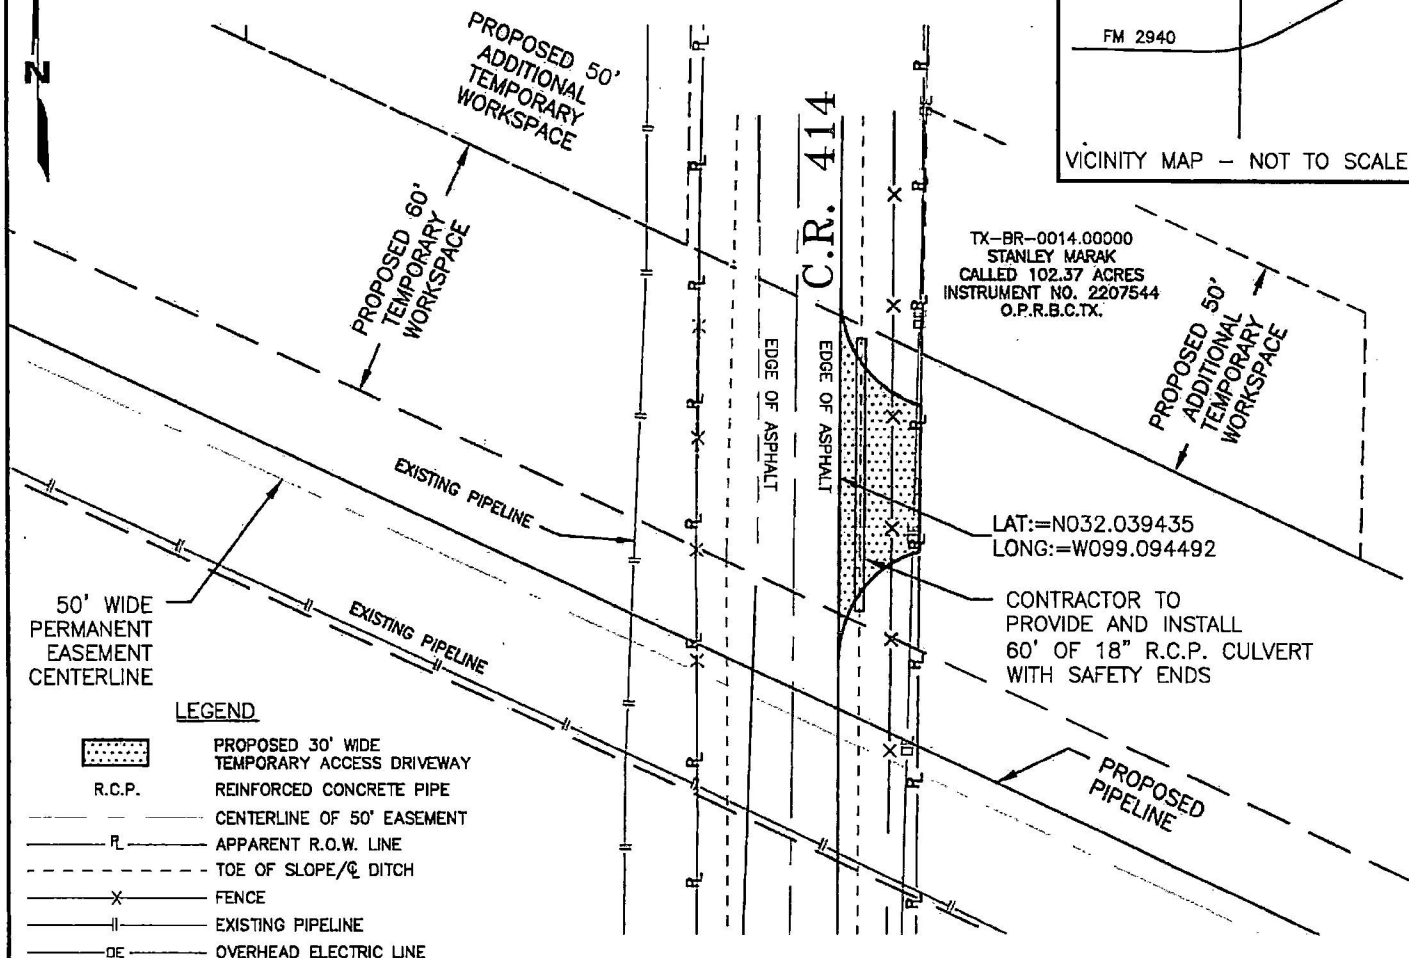 N
PROPOSED 50'
ADDITIONAL
TEMPORARY
WORKSPACE
FM 2940
VICINITY MAP – NOT TO SCALE
C.R. 414
PROPOSED 60'
TEMPORARY
WORKSPACE
TX-BR-0014.00000
STANLEY MARAK
CALLED 102.37 ACRES
INSTRUMENT NO. 2207544
O.P.R.B.C.TX.
PROPOSED 50'
ADDITIONAL
TEMPORARY
WORKSPACE
EDGE OF ASPHALT
EDGE OF ASPHALT
EXISTING PIPELINE
LAT:=N032.039435
LONG:=W099.094492
50' WIDE
PERMANENT
EASEMENT
CENTERLINE
EXISTING PIPELINE
CONTRACTOR TO
PROVIDE AND INSTALL
60' OF 18" R.C.P. CULVERT
WITH SAFETY ENDS
PROPOSED
PIPELINE
LEGEND
PROPOSED 30' WIDE
TEMPORARY ACCESS DRIVEWAY
R.C.P. REINFORCED CONCRETE PIPE
CENTERLINE OF 50' EASEMENT
PL APPARENT R.O.W. LINE
TOE OF SLOPE/℄ DITCH
X FENCE
EXISTING PIPELINE
OE OVERHEAD ELECTRIC LINE